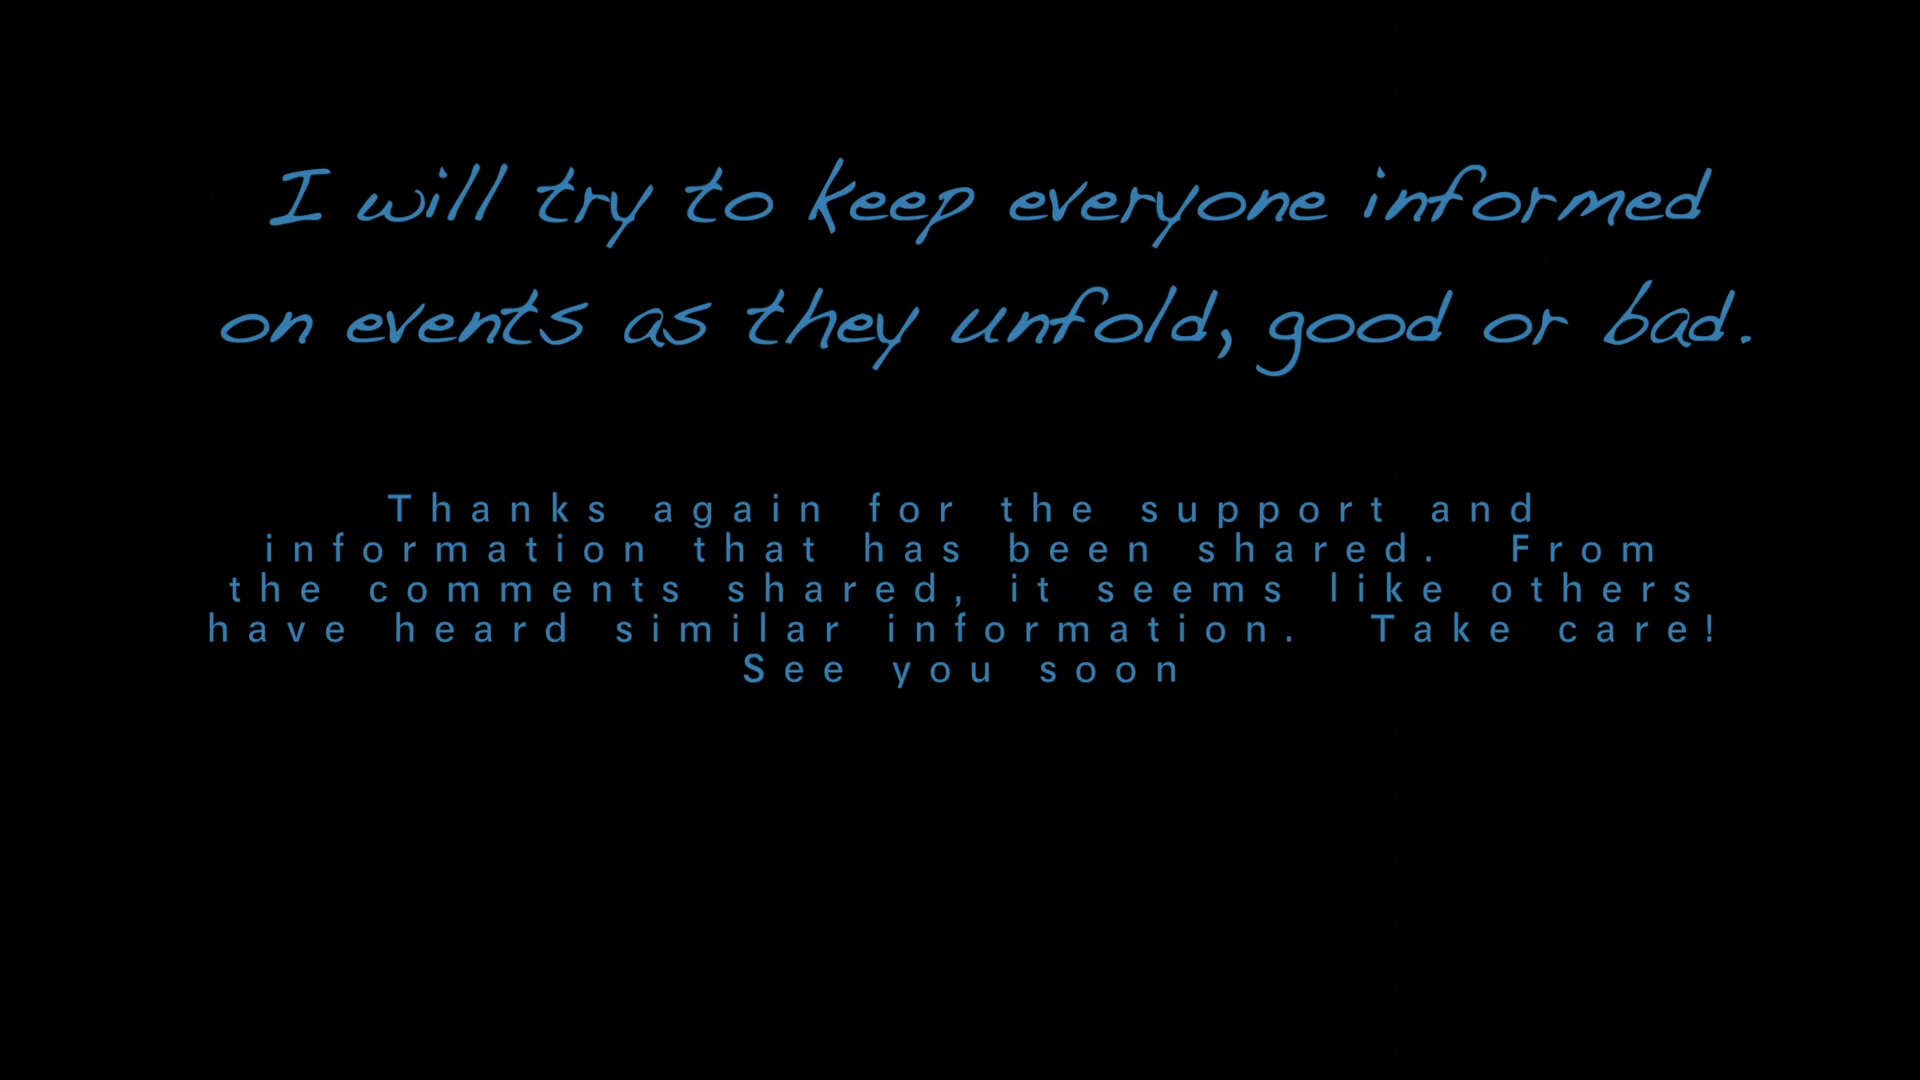 I will try to keep everyone informed
on events as they unfold, good or bad.
Thanks again for the support and
information that has been shared.  From
the comments shared, it seems like others
have heard similar information.  Take care!
See you soon